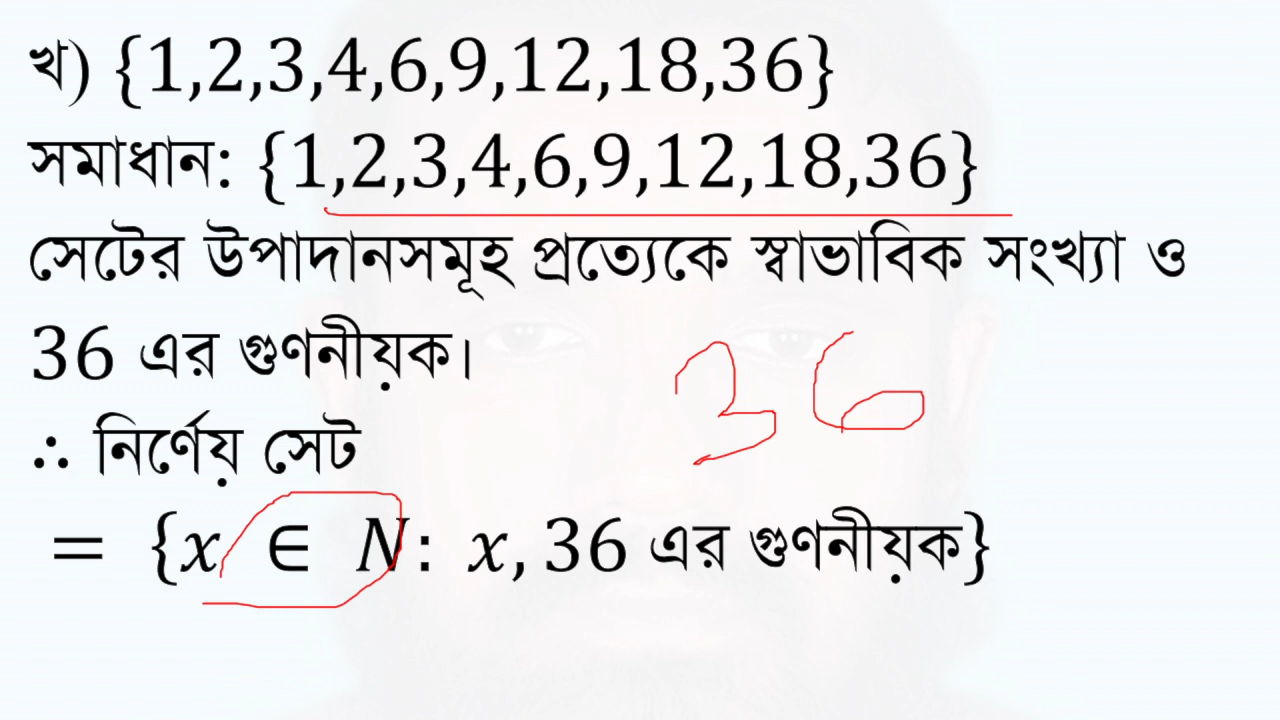 খ) {1,2,3,4,6,9,12,18,36}
সমাধান: {1,2,3,4,6,9,12,18,36}
সেটের উপাদানসমূহ প্রত্যেকে স্বাভাবিক সংখ্যা ও
36 এর গুণনীয়ক।
36
∴ নির্ণেয় সেট
= {x ∈ N: x, 36 এর গুণনীয়ক}